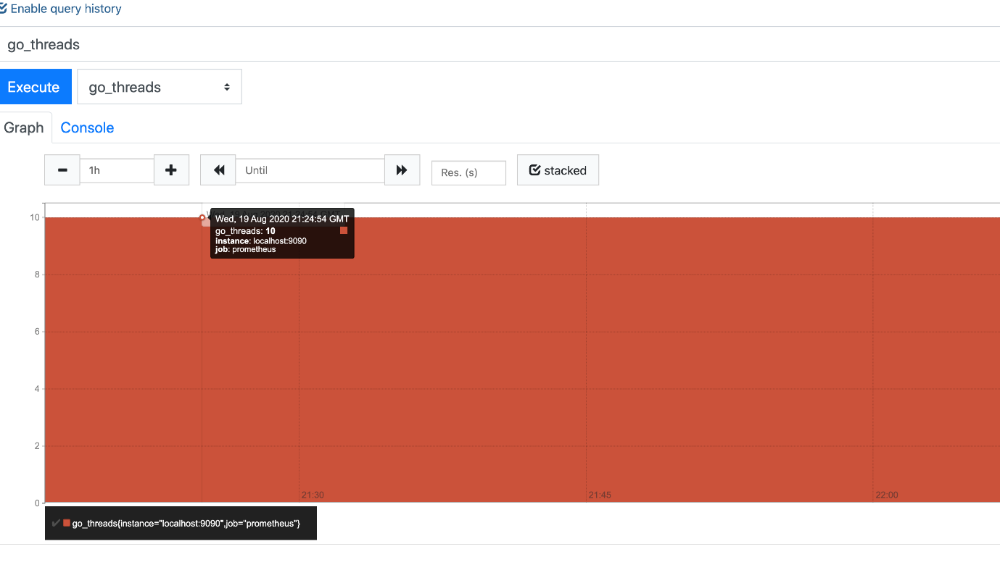 Enable query history
go_threads
Execute
go_threads
Graph Console
1h
Until
Res. (s)
stacked
10
8
6
4
2
0
Wed, 19 Aug 2020 21:24:54 GMT
go_threads: 10
instance: localhost:9090
job: prometheus
21:30 21:45 22:00
go_threads{instance="localhost:9090",job="prometheus"}